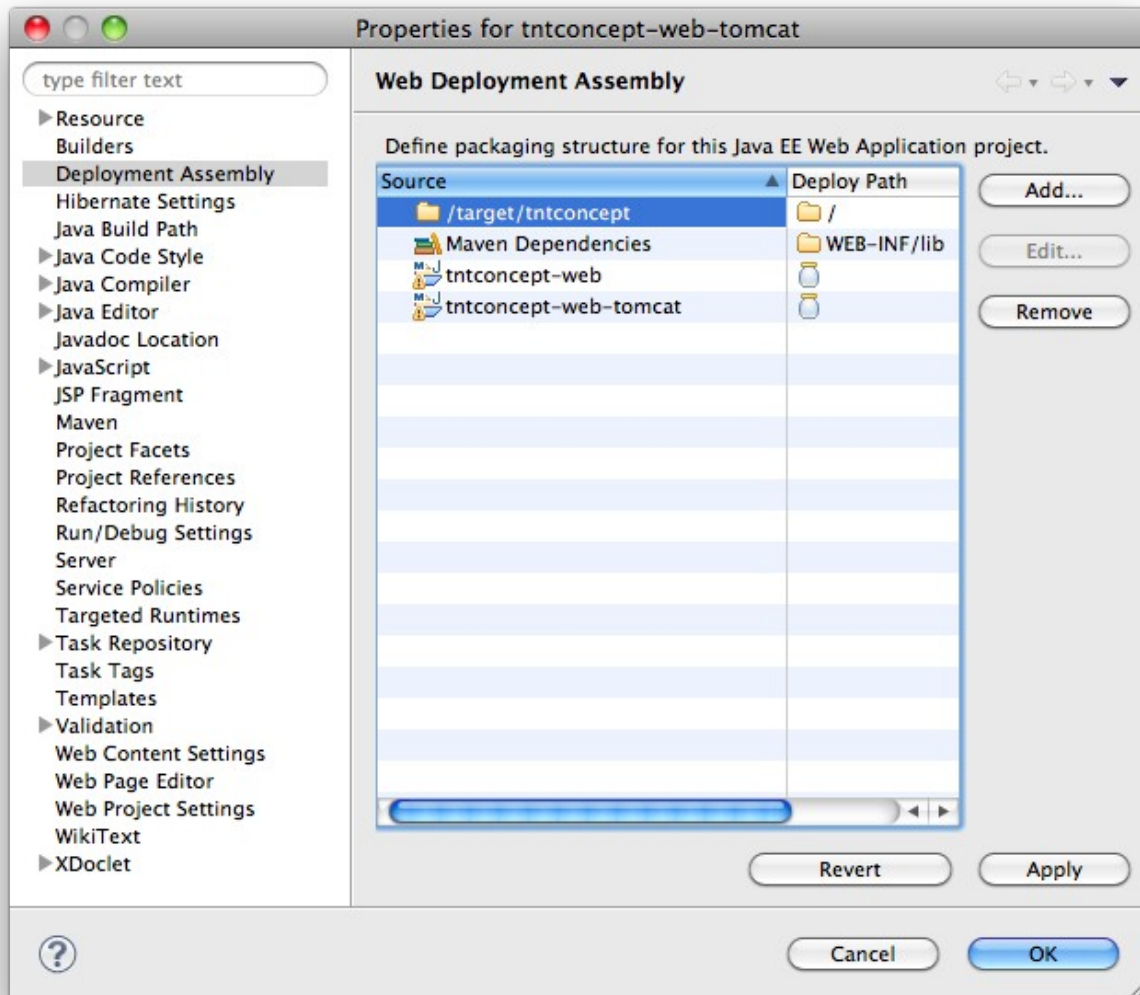 Properties for tntconcept-web-tomcat
type filter text
Resource
Builders
Deployment Assembly
Hibernate Settings
Java Build Path
Java Code Style
Java Compiler
Java Editor
Javadoc Location
JavaScript
JSP Fragment
Maven
Project Facets
Project References
Refactoring History
Run/Debug Settings
Server
Service Policies
Targeted Runtimes
Task Repository
Task Tags
Templates
Validation
Web Content Settings
Web Page Editor
Web Project Settings
WikiText
XDoclet
Web Deployment Assembly
Define packaging structure for this Java EE Web Application project.
Source Deploy Path
/target/tntconcept /
Maven Dependencies WEB-INF/lib
tntconcept-web
tntconcept-web-tomcat
Add...
Edit...
Remove
Revert Apply
? Cancel OK